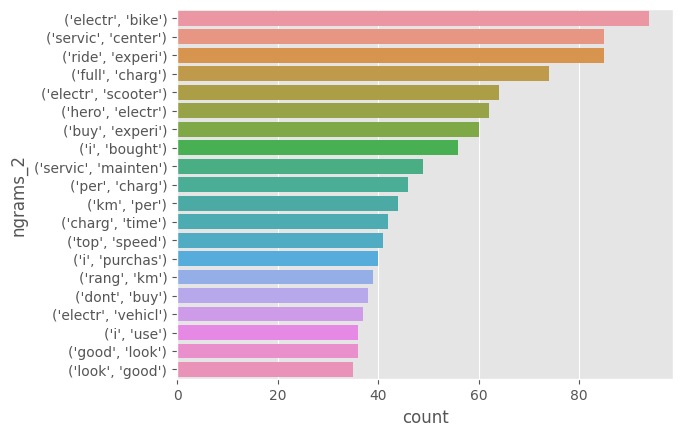 ('electr', 'bike')
('servic', 'center')
('ride', 'experi')
('full', 'charg')
('electr', 'scooter')
('hero', 'electr')
('buy', 'experi')
('i', 'bought')
('servic', 'mainten')
('per', 'charg')
('km', 'per')
('charg', 'time')
('top', 'speed')
('i', 'purchas')
('rang', 'km')
('dont', 'buy')
('electr', 'vehicl')
('i', 'use')
('good', 'look')
('look', 'good')
ngrams_2
0 20 40 60 80
count